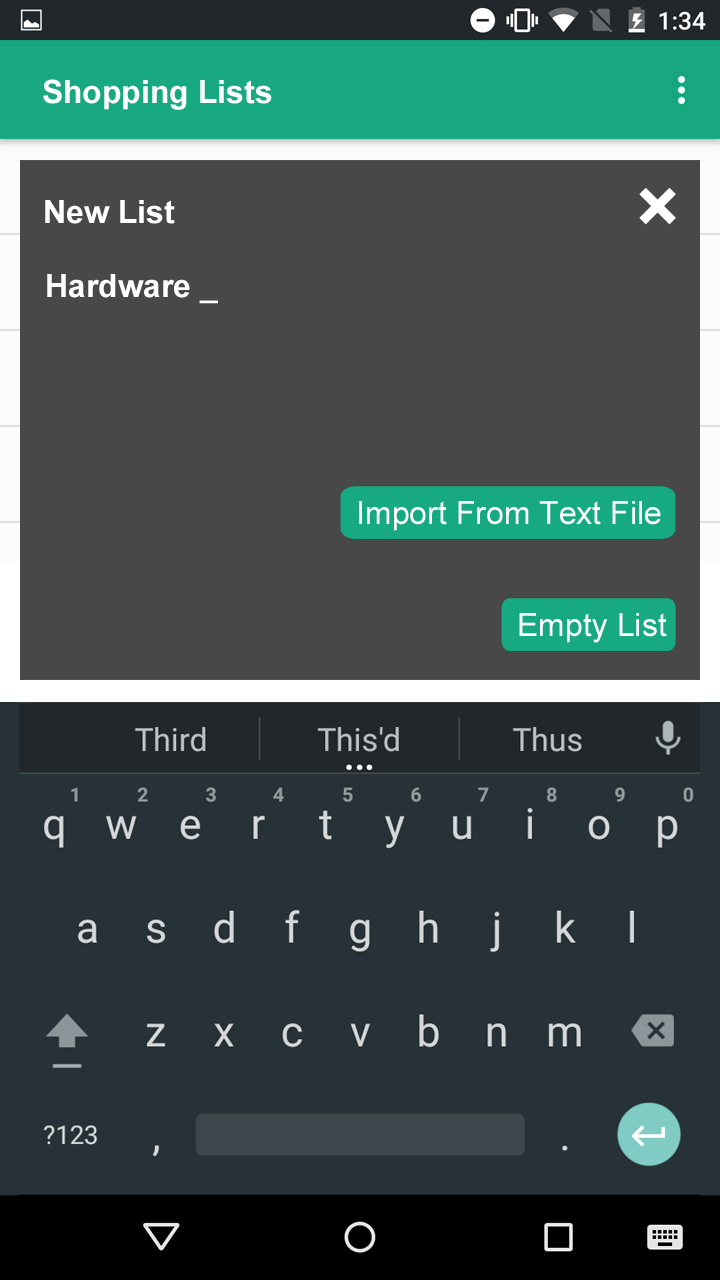 1:34
Shopping Lists
New List
Hardware _
Import From Text File
Empty List
Third This'd Thus
1 2 3 4 5 6 7 8 9 0
q w e r t y u i o p
a s d f g h j k l
z x c v b n m
?123 , .